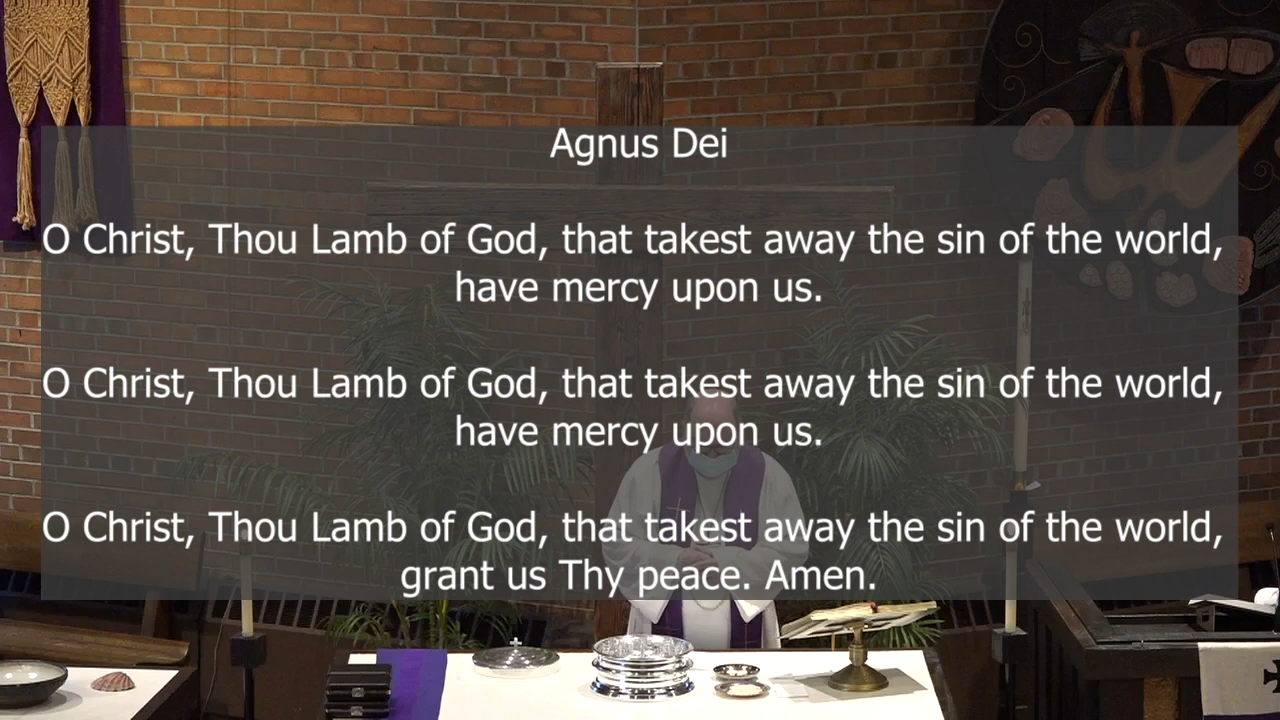 Agnus Dei
O Christ, Thou Lamb of God, that takest away the sin of the world,
have mercy upon us.
O Christ, Thou Lamb of God, that takest away the sin of the world,
have mercy upon us.
O Christ, Thou Lamb of God, that takest away the sin of the world,
grant us Thy peace. Amen.